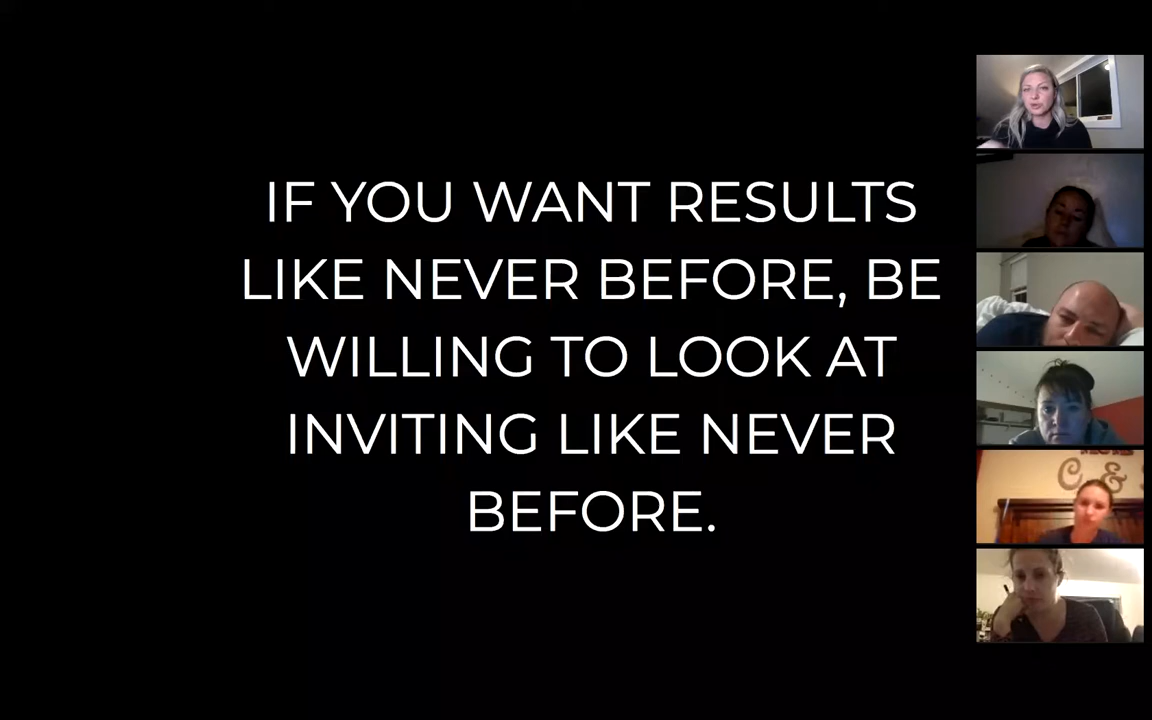 IF YOU WANT RESULTS
LIKE NEVER BEFORE, BE
WILLING TO LOOK AT
INVITING LIKE NEVER
BEFORE.
C &